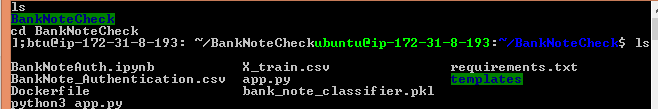 ls
BankNoteCheck
cd BankNoteCheck
];btu@ip-172-31-8-193: ~/BankNoteCheckubuntu@ip-172-31-8-193:~/BankNoteCheck$ ls
BankNoteAuth.ipynb X_train.csv requirements.txt
BankNote_Authentication.csv app.py templates
Dockerfile bank_note_classifier.pkl
python3 app.py